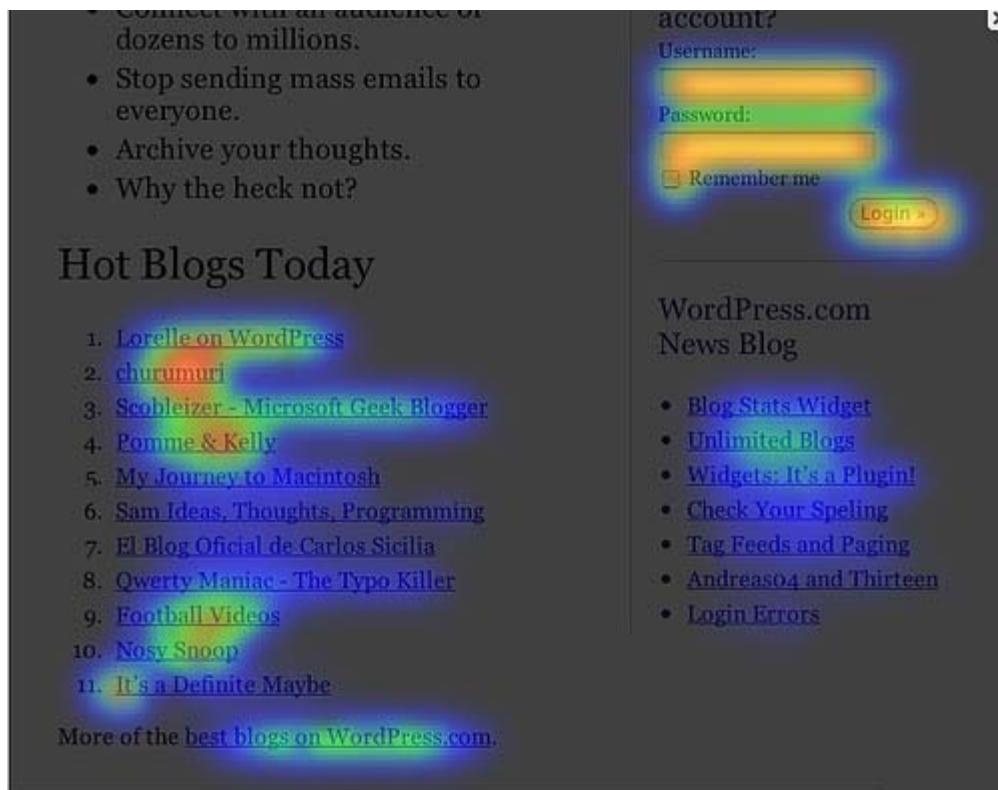 Connect with an audience of
dozens to millions.
Stop sending mass emails to
everyone.
Archive your thoughts.
Why the heck not?
Hot Blogs Today
1. Lorelle on WordPress
2. churumuri
3. Scobleizer - Microsoft Geek Blogger
4. Pomme & Kelly
5. My Journey to Macintosh
6. Sam Ideas, Thoughts, Programming
7. El Blog Oficial de Carlos Sicilia
8. Qwerty Maniac - The Typo Killer
9. Football Videos
10. Nosy Snoop
11. It's a Definite Maybe
More of the best blogs on WordPress.com.
account?
Username:
Password:
Remember me
Login »
WordPress.com
News Blog
Blog Stats Widget
Unlimited Blogs
Widgets: It's a Plugin!
Check Your Speling
Tag Feeds and Paging
Andreas04 and Thirteen
Login Errors